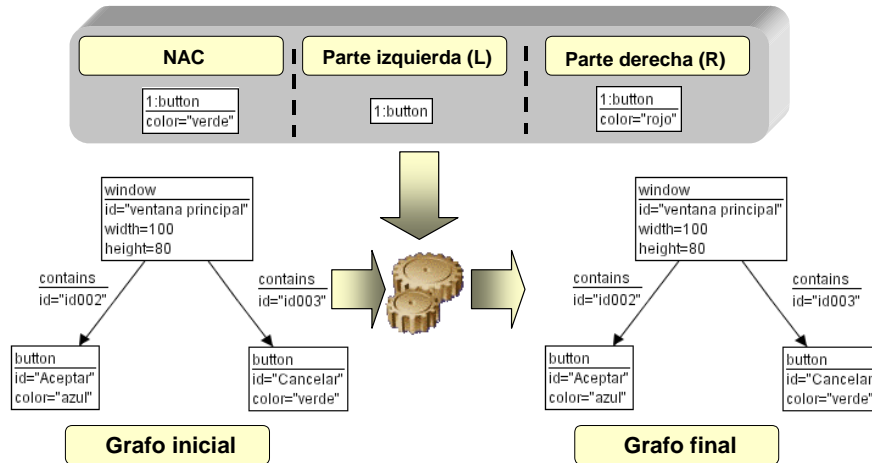 NAC
Parte izquierda (L)
Parte derecha (R)
1:button
color="verde"
1:button
1:button
color="rojo"
window
id="ventana principal"
width=100
height=80
contains
id="id002"
contains
id="id003"
button
id="Aceptar"
color="azul"
button
id="Cancelar"
color="verde"
Grafo inicial
window
id="ventana principal"
width=100
height=80
contains
id="id002"
contains
id="id003"
button
id="Aceptar"
color="azul"
button
id="Cancelar
color="verde"
Grafo final